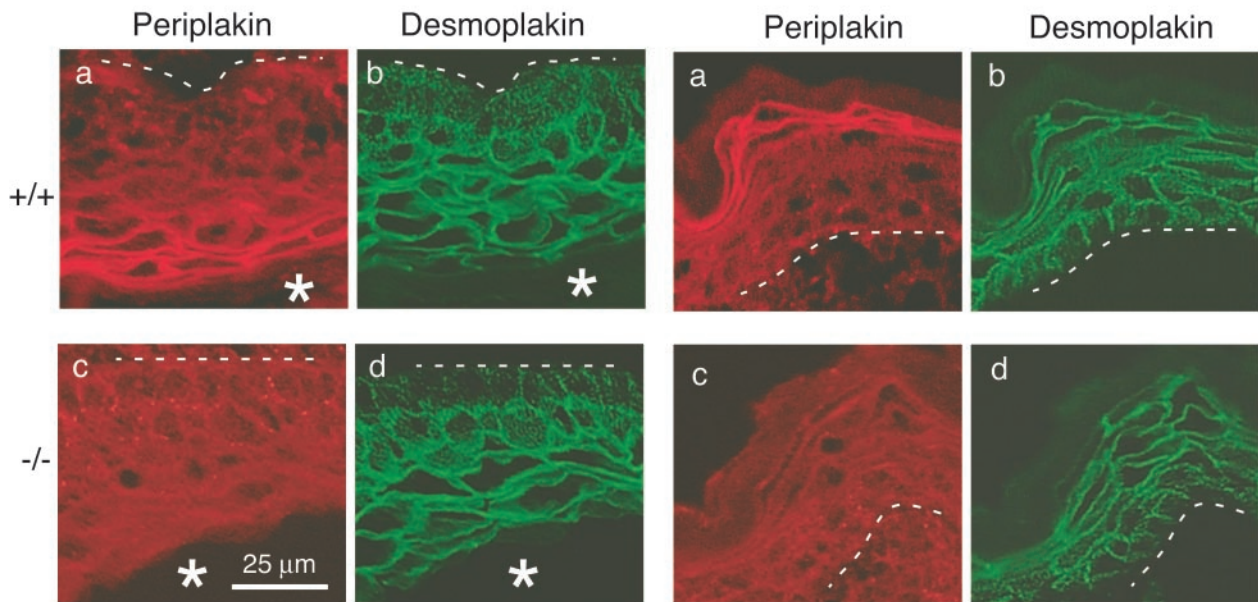 Periplakin Desmoplakin Periplakin Desmoplakin
a b a b
+/+
* *
c d c d
-/-
* 25 μm *